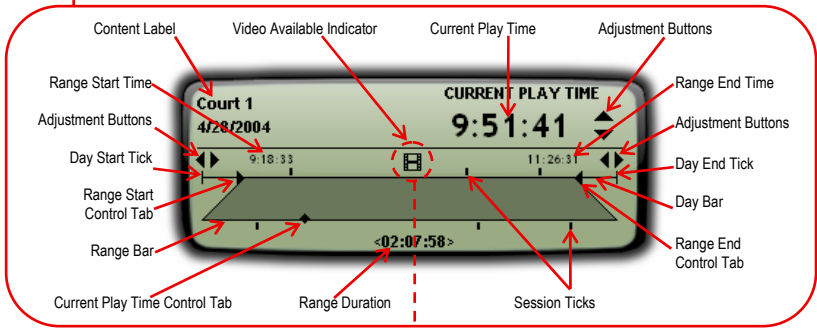 Content Label
Video Available Indicator
Current Play Time
Adjustment Buttons
Range Start Time
Range End Time
Adjustment Buttons
Adjustment Buttons
Day Start Tick
Day End Tick
Range Start
Control Tab
Day Bar
Range Bar
Range End
Control Tab
Current Play Time Control Tab
Range Duration
Session Ticks
Court 1
4/28/2004
CURRENT PLAY TIME
9:51:41
9:18:33
11:26:31
<02:07:58>